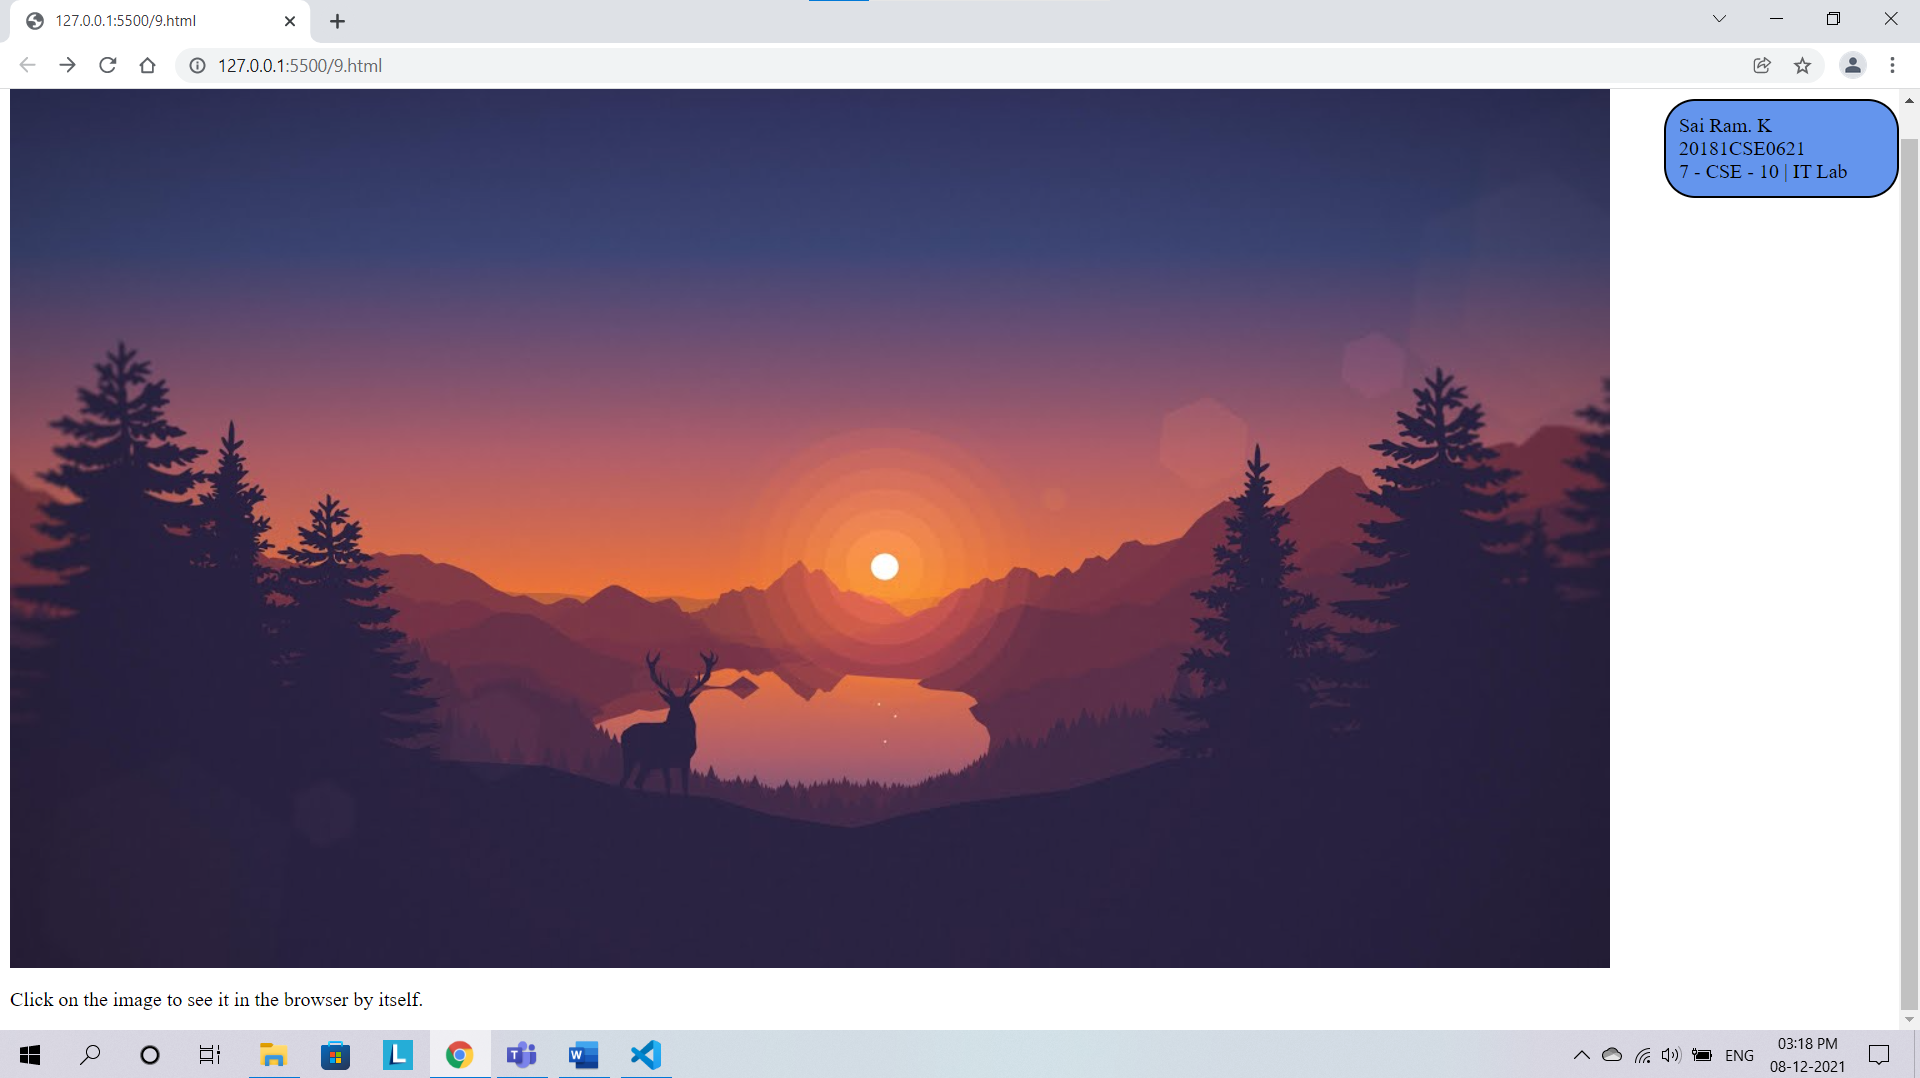 127.0.0.1:5500/9.html
127.0.0.1:5500/9.html
Sai Ram. K
20181CSE0621
7 - CSE - 10 | IT Lab
Click on the image to see it in the browser by itself.
L
T
W
ENG
03:18 PM
08-12-2021